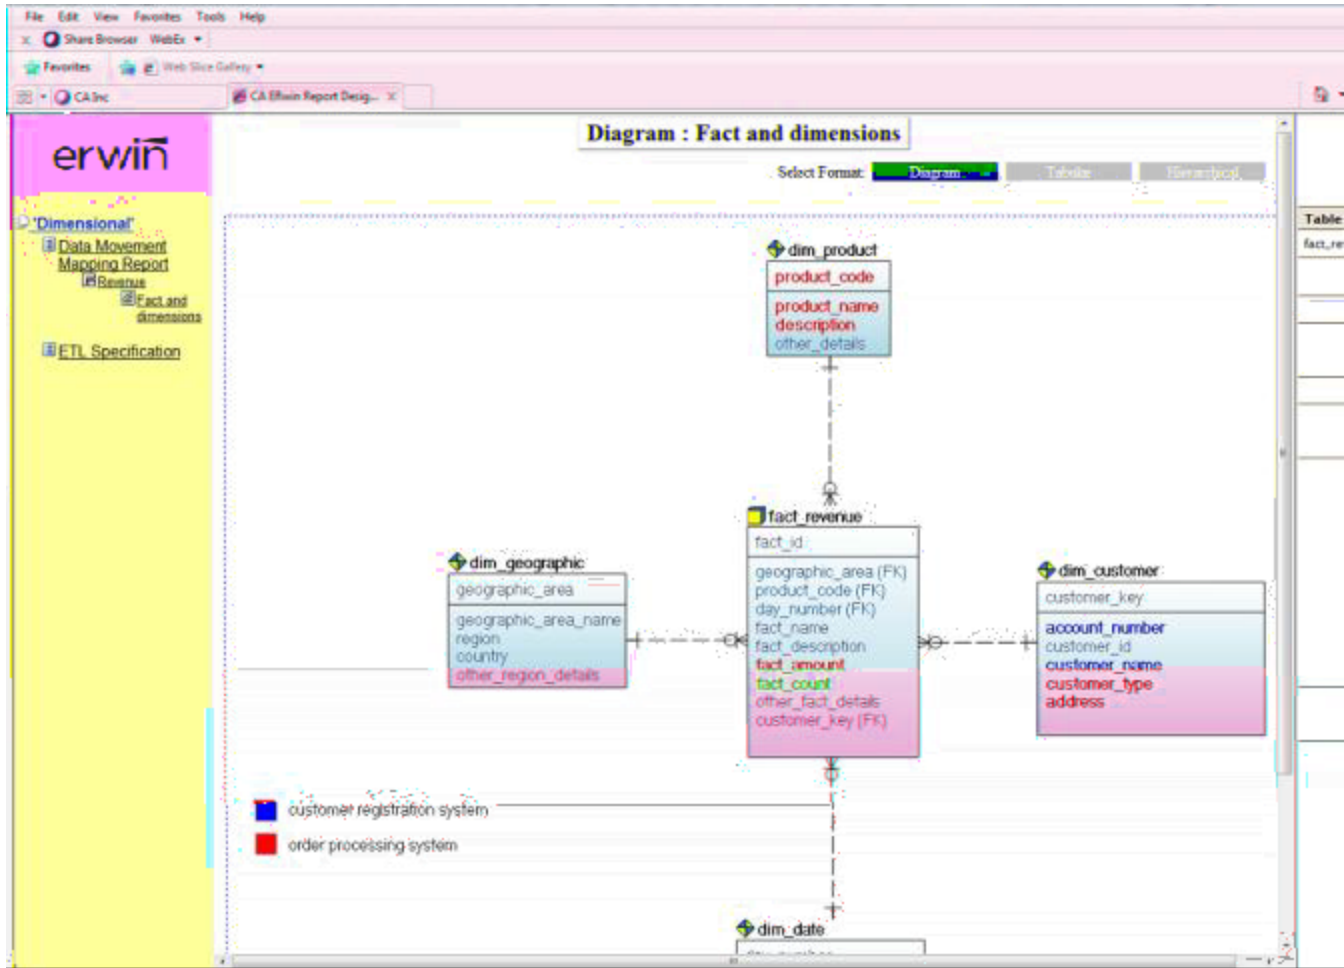 File Edit View Favorites Tools Help
x Share Browser WebEx
Favorites Web Slice Gallery
CA Inc CA ERwin Report Desig... X
erwin
Diagram : Fact and dimensions
Select Format: Diagram Tabular Hierarchical
'Dimensional'
Data Movement
Mapping Report
Revenue
Fact and
dimensions
ETL Specification
Table
fact_re
dim_product
product_code
product_name
description
other_details
fact_revenue
fact_id
geographic_area (FK)
product_code (FK)
day_number (FK)
fact_name
fact_description
fact_amount
fact_count
other_fact_details
customer_key (FK)
dim_geographic
geographic_area
geographic_area_name
region
country
other_region_details
dim_customer
customer_key
account_number
customer_id
customer_name
customer_type
address
customer registration system
order processing system
dim_date